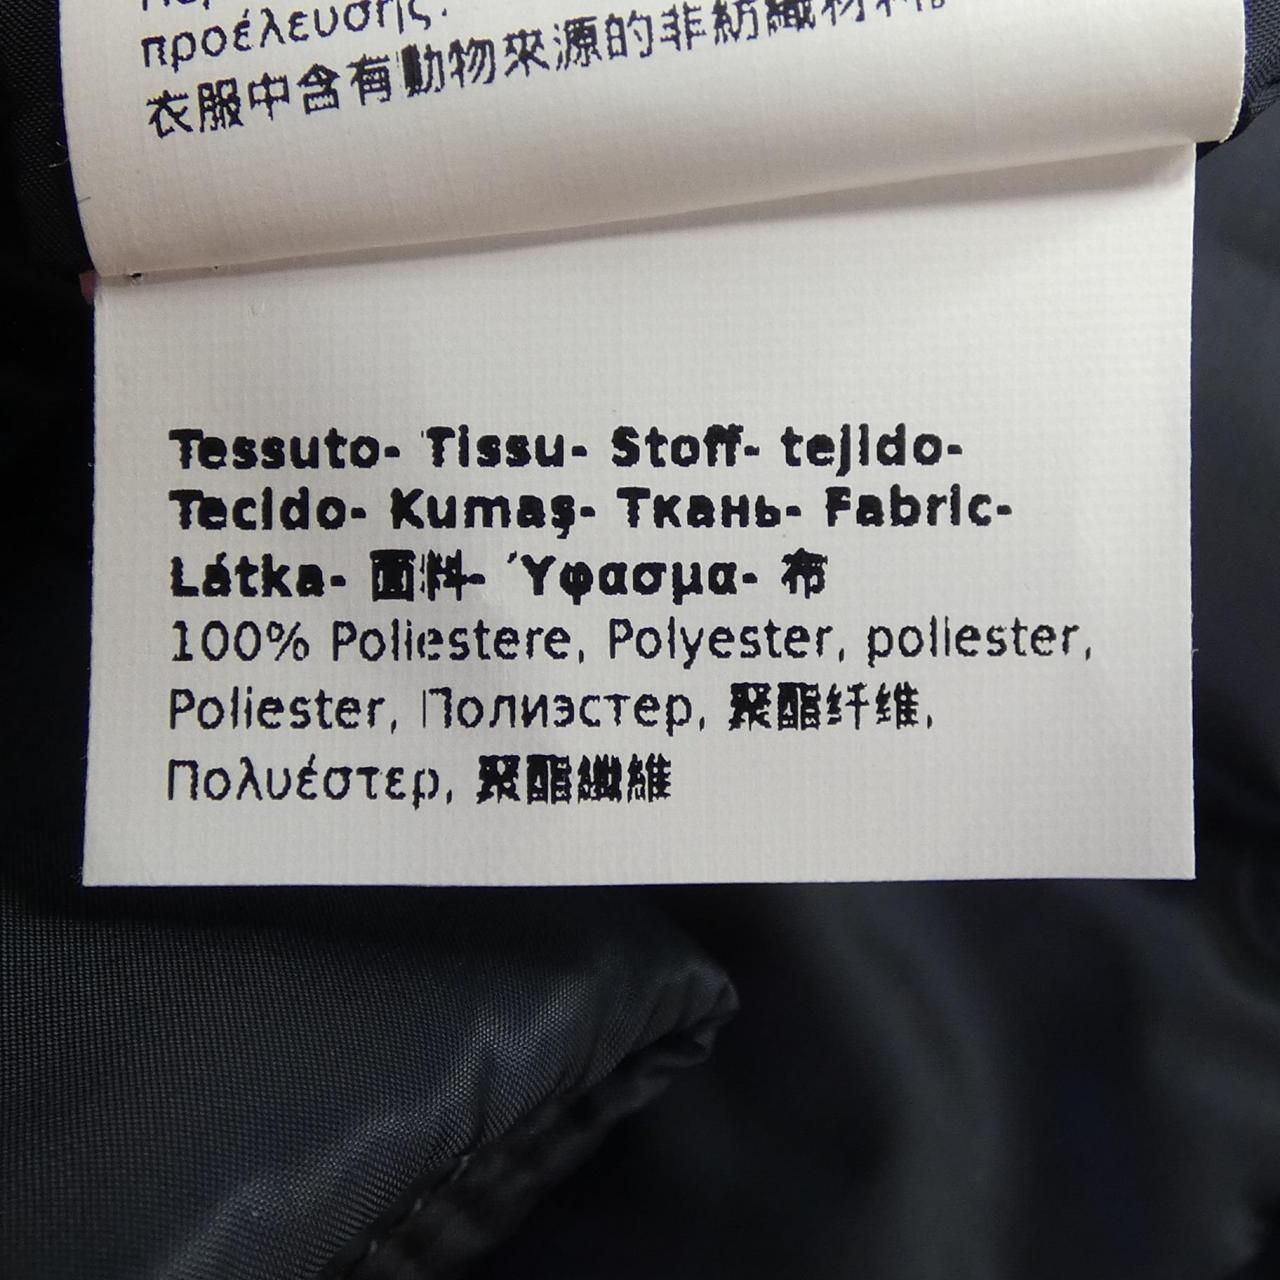 προέλευσης.
衣服中含有動物來源的非紡織材料
Tessuto- Tissu- Stoff- tejido-
Tecido- Kumaş- Ткань- Fabric-
Látka- 面料- Ύφασμα- 布
100% Poliestere, Polyester, poliester,
Poliester, Полиэстер, 聚酯纤维,
Πολυέστερ, 聚酯纖維